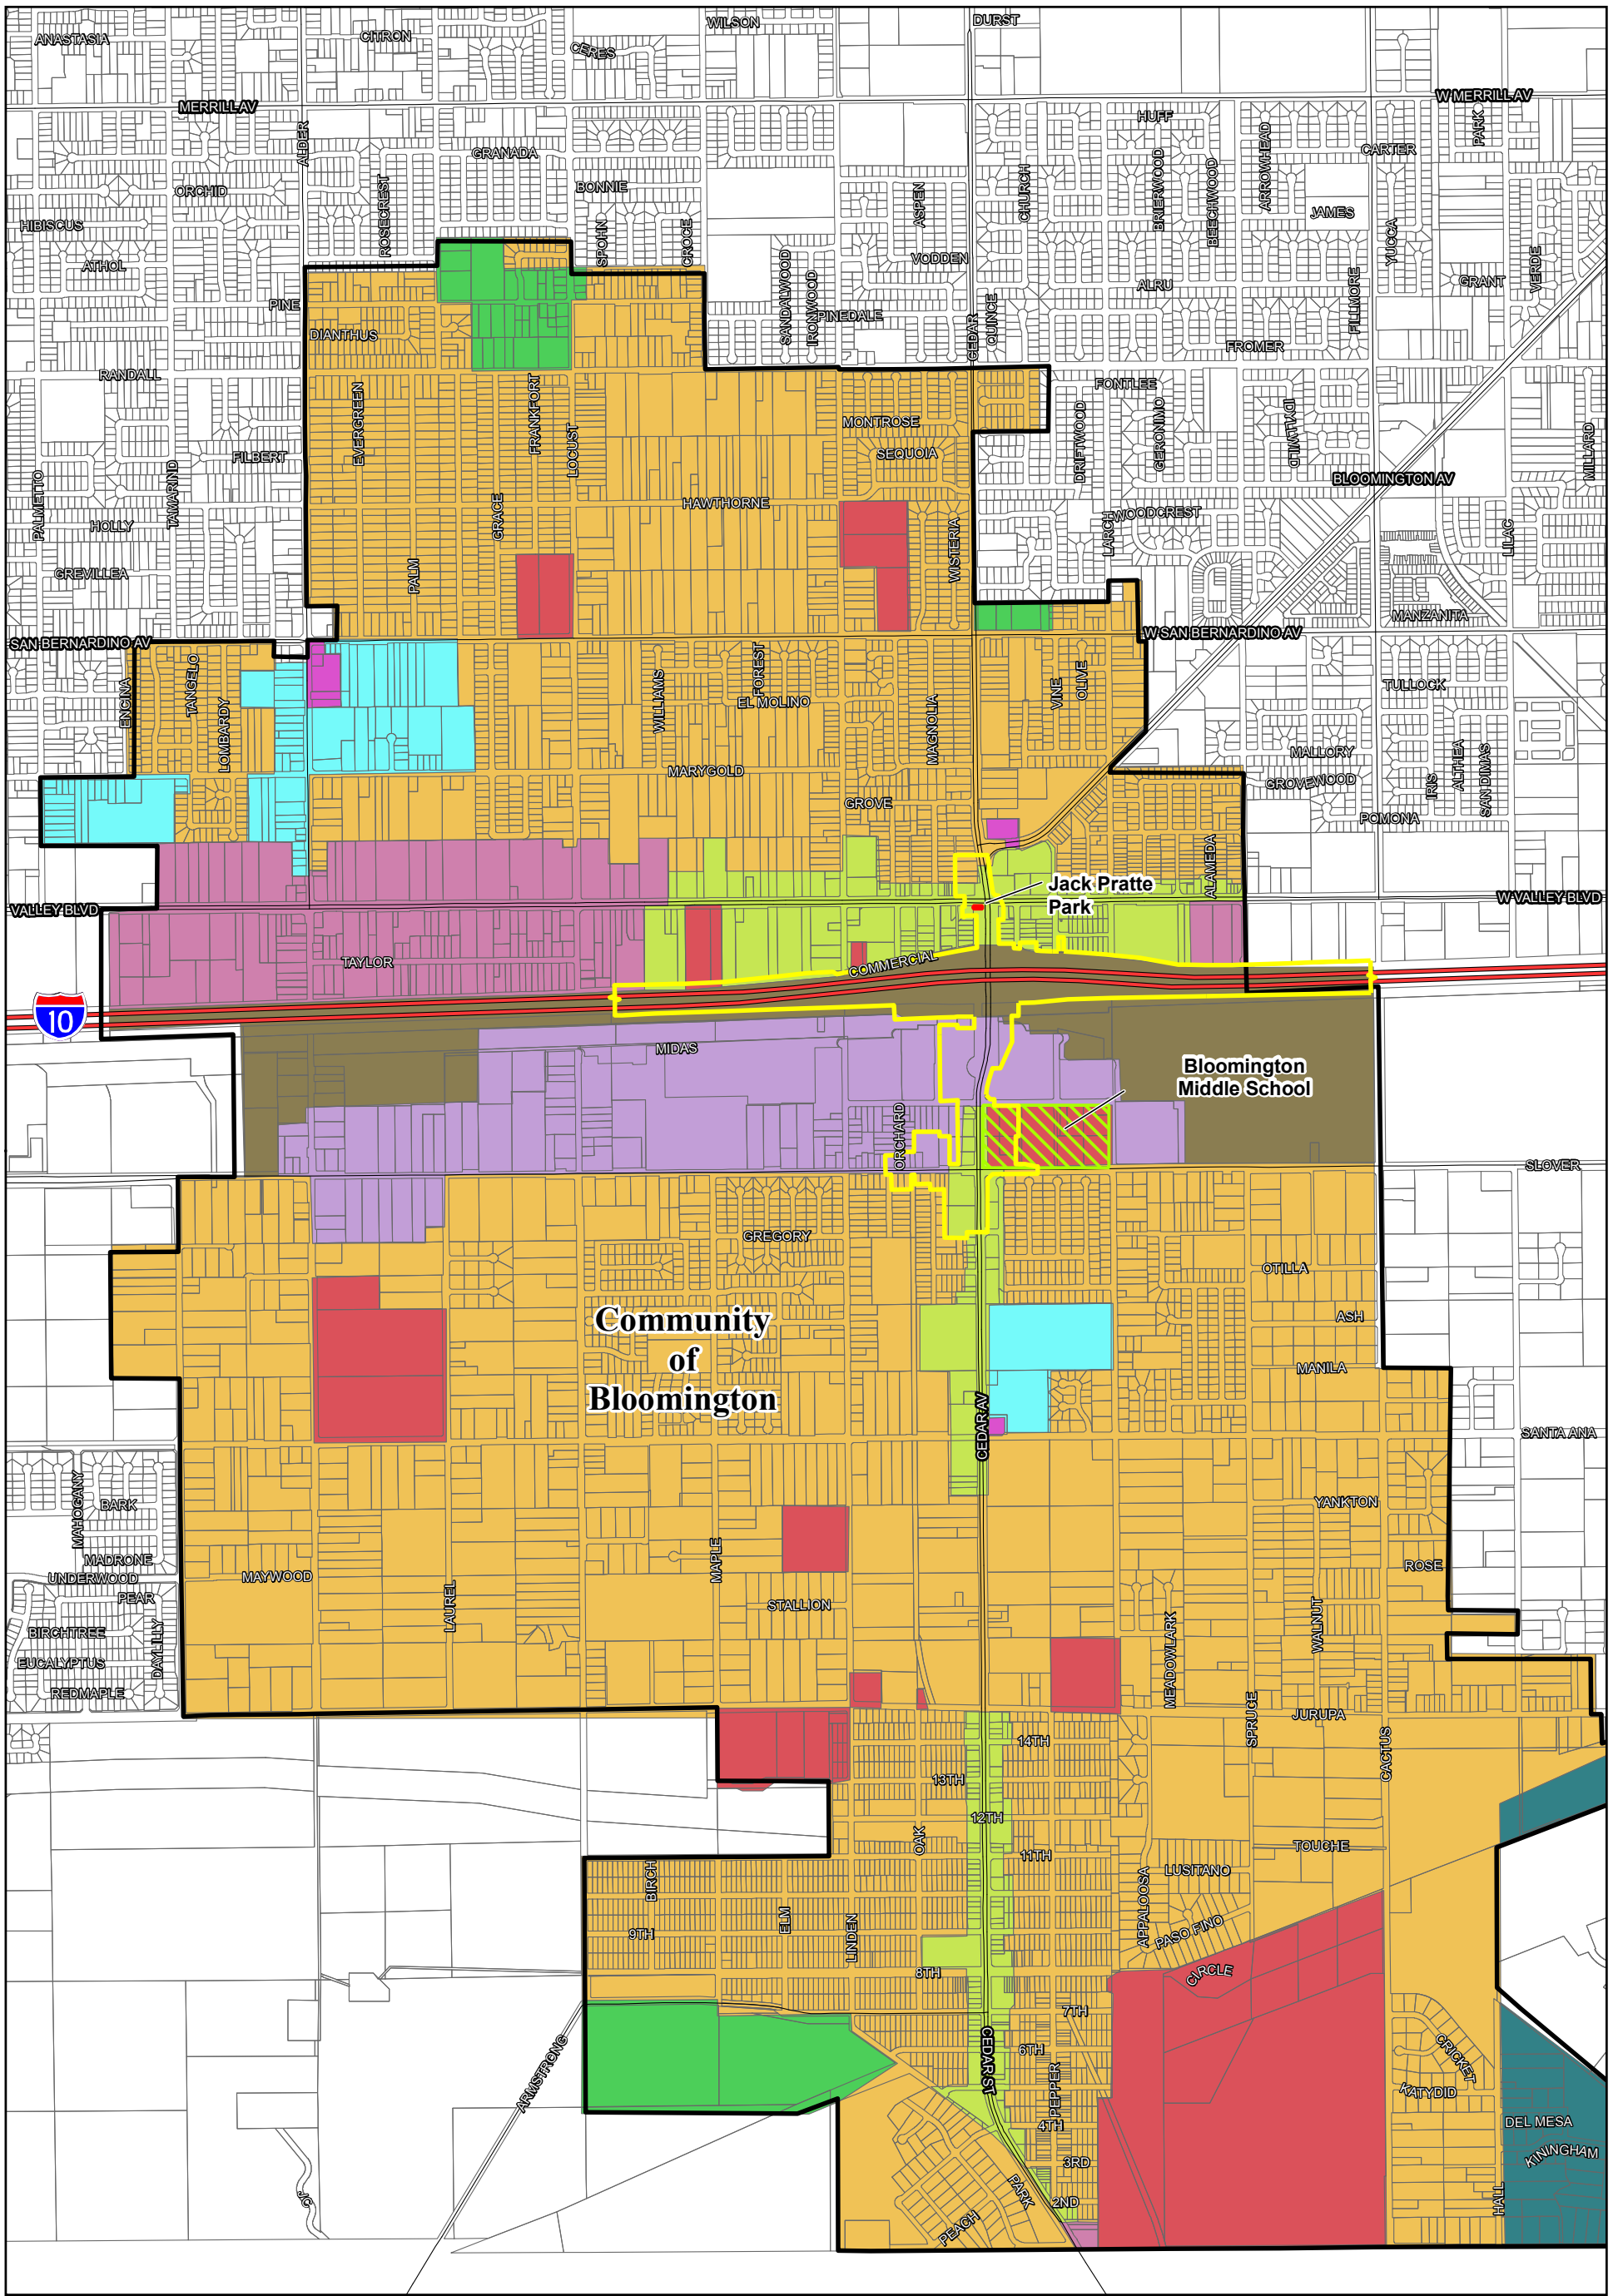 WILSON
DURST
ANASTASIA
CITRON
CERES
MERRILL AV
W MERRILL AV
HUFF
PARK
ALDER
GRANADA
CARTER
ARROWHEAD
BRIERWOOD
BEECHWOOD
CHURCH
ORCHID
BONNIE
ROSECREST
ASPEN
JAMES
HIBISCUS
SPOHN
CROCE
YUCCA
VERDE
ATHOL
VODDEN
SANDALWOOD
IRONWOOD
ALRU
GRANT
FILLMORE
PINE
QUINCE
PINEDALE
CEDAR
DIANTHUS
FROMER
RANDALL
FONTLEE
EVERGREEN
FRANKFORT
LOCUST
MONTROSE
SEQUOIA
DRIFTWOOD
GERONIMO
IDYLLWILD
MILLARD
FILBERT
BLOOMINGTON AV
PALMETTO
TAMARIND
HAWTHORNE
GRACE
HOLLY
WOODCREST
LARCH
LILAC
WISTERIA
GREVILLEA
PALM
MANZANITA
SAN BERNARDINO AV
W SAN BERNARDINO AV
TANGELO
FOREST
VINE
OLIVE
TULLOCK
ENCINA
WILLIAMS
EL MOLINO
LOMBARDY
MAGNOLIA
MALLORY
ALTHEA
MARYGOLD
GROVEWOOD
IRIS
SAN DIMAS
GROVE
POMONA
ALAMEDA
Jack Pratte
Park
VALLEY BLVD
W VALLEY BLVD
TAYLOR
COMMERCIAL
10
MIDAS
Bloomington
Middle School
ORCHARD
SLOVER
GREGORY
OTILLA
Community
of
Bloomington
ASH
MANILA
CEDAR AV
SANTA ANA
MAHOGANY
BARK
YANKTON
MADRONE
MAPLE
ROSE
UNDERWOOD
MAYWOOD
PEAR
LAUREL
STALLION
BIRCHTREE
DAYLILLY
MEADOWLARK
WALNUT
EUCALYPTUS
REDMAPLE
SPRUCE
JURUPA
14TH
CACTUS
13TH
12TH
OAK
TOUCHE
11TH
BIRCH
LUSITANO
APPALOOSA
ELM
LINDEN
9TH
PASO FINO
8TH
CIRCLE
7TH
ARMSTRONG
CEDAR ST
6TH
PEPPER
CRICKET
KATYDID
4TH
DEL MESA
KININGHAM
3RD
JC
PARK
2ND
HALL
PEACH